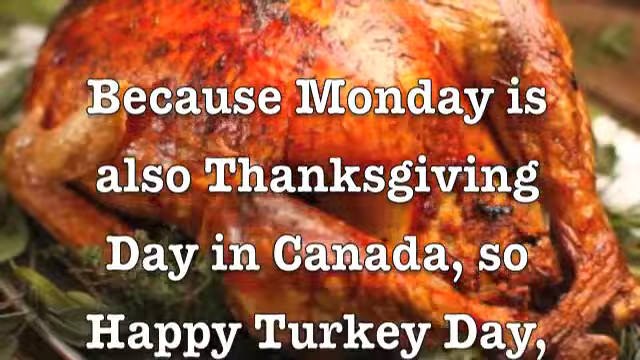 Because Monday is
also Thanksgiving
Day in Canada, so
Happy Turkey Day,